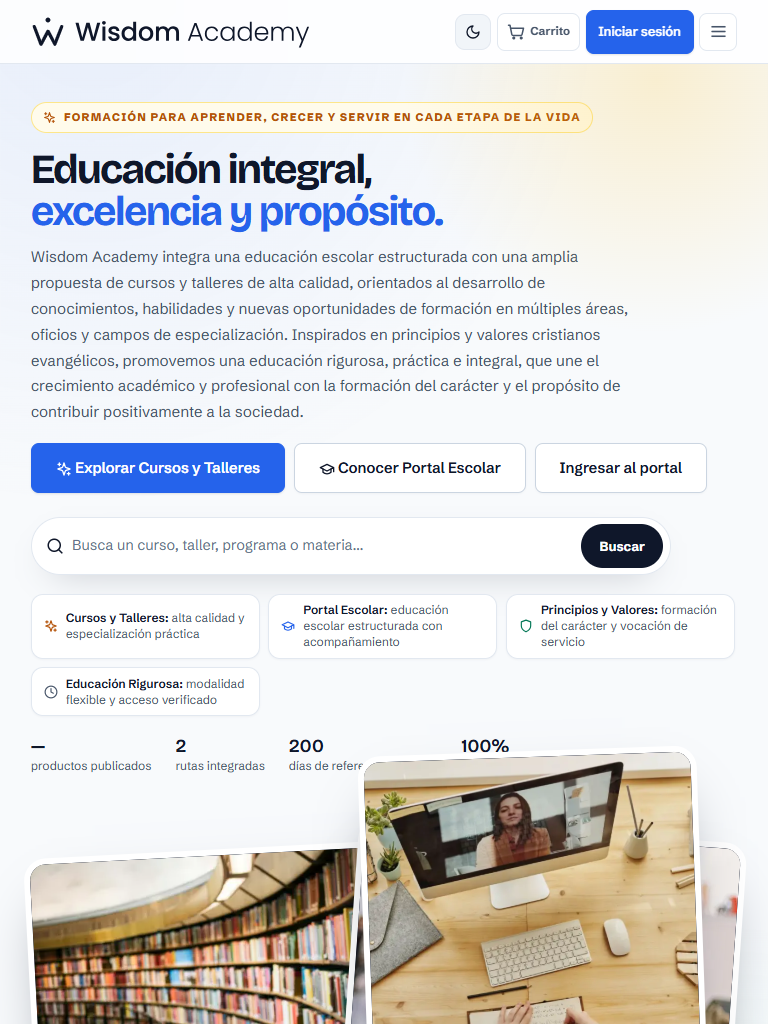 Wisdom Academy
Carrito
Iniciar sesión
FORMACIÓN PARA APRENDER, CRECER Y SERVIR EN CADA ETAPA DE LA VIDA
Educación integral,
excelencia y propósito.
Wisdom Academy integra una educación escolar estructurada con una amplia
propuesta de cursos y talleres de alta calidad, orientados al desarrollo de
conocimientos, habilidades y nuevas oportunidades de formación en múltiples áreas,
oficios y campos de especialización. Inspirados en principios y valores cristianos
evangélicos, promovemos una educación rigurosa, práctica e integral, que une el
crecimiento académico y profesional con la formación del carácter y el propósito de
contribuir positivamente a la sociedad.
Explorar Cursos y Talleres
Conocer Portal Escolar
Ingresar al portal
Busca un curso, taller, programa o materia...
Buscar
Cursos y Talleres: alta calidad y
especialización práctica
Portal Escolar: educación
escolar estructurada con
acompañamiento
Principios y Valores: formación
del carácter y vocación de
servicio
Educación Rigurosa: modalidad
flexible y acceso verificado
—
productos publicados
2
rutas integradas
200
días de refere
100%